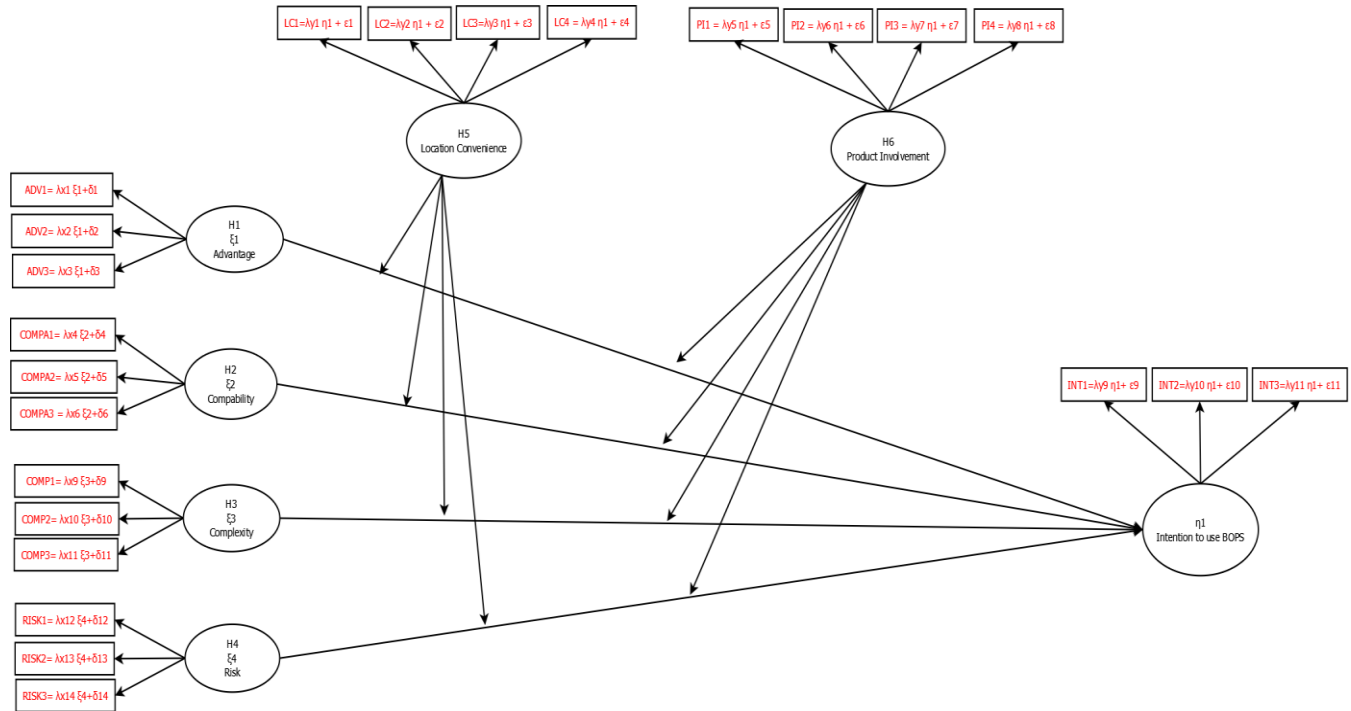 LC1=λy1 η1 + ε1
LC2=λy2 η1 + ε2
LC3=λy3 η1 + ε3
LC4 = λy4 η1 + ε4
PI1 = λy5 η1 + ε5
PI2 = λy6 η1 + ε6
PI3 = λy7 η1 + ε7
PI4 = λy8 η1 + ε8
H5
Location Convenience
H6
Product Involvement
ADV1= λx1 ξ1+δ1
ADV2= λx2 ξ1+δ2
ADV3= λx3 ξ1+δ3
H1
ξ1
Advantage
COMPA1= λx4 ξ2+δ4
COMPA2= λx5 ξ2+δ5
COMPA3 = λx6 ξ2+δ6
H2
ξ2
Compability
INT1=λy9 η1+ ε9
INT2=λy10 η1+ ε10
INT3=λy11 η1+ ε11
η1
Intention to use BOPS
COMP1= λx9 ξ3+δ9
COMP2= λx10 ξ3+δ10
COMP3= λx11 ξ3+δ11
H3
ξ3
Complexity
RISK1= λx12 ξ4+δ12
RISK2= λx13 ξ4+δ13
RISK3= λx14 ξ4+δ14
H4
ξ4
Risk